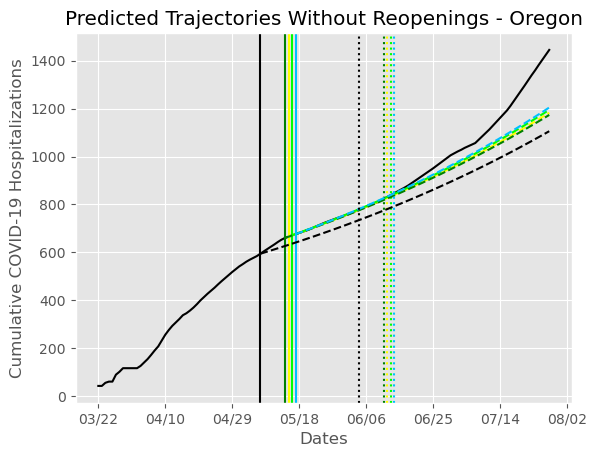 Predicted Trajectories Without Reopenings - Oregon
Cumulative COVID-19 Hospitalizations
1400
1200
1000
800
600
400
200
0
03/22 04/10 04/29 05/18 06/06 06/25 07/14 08/02
Dates